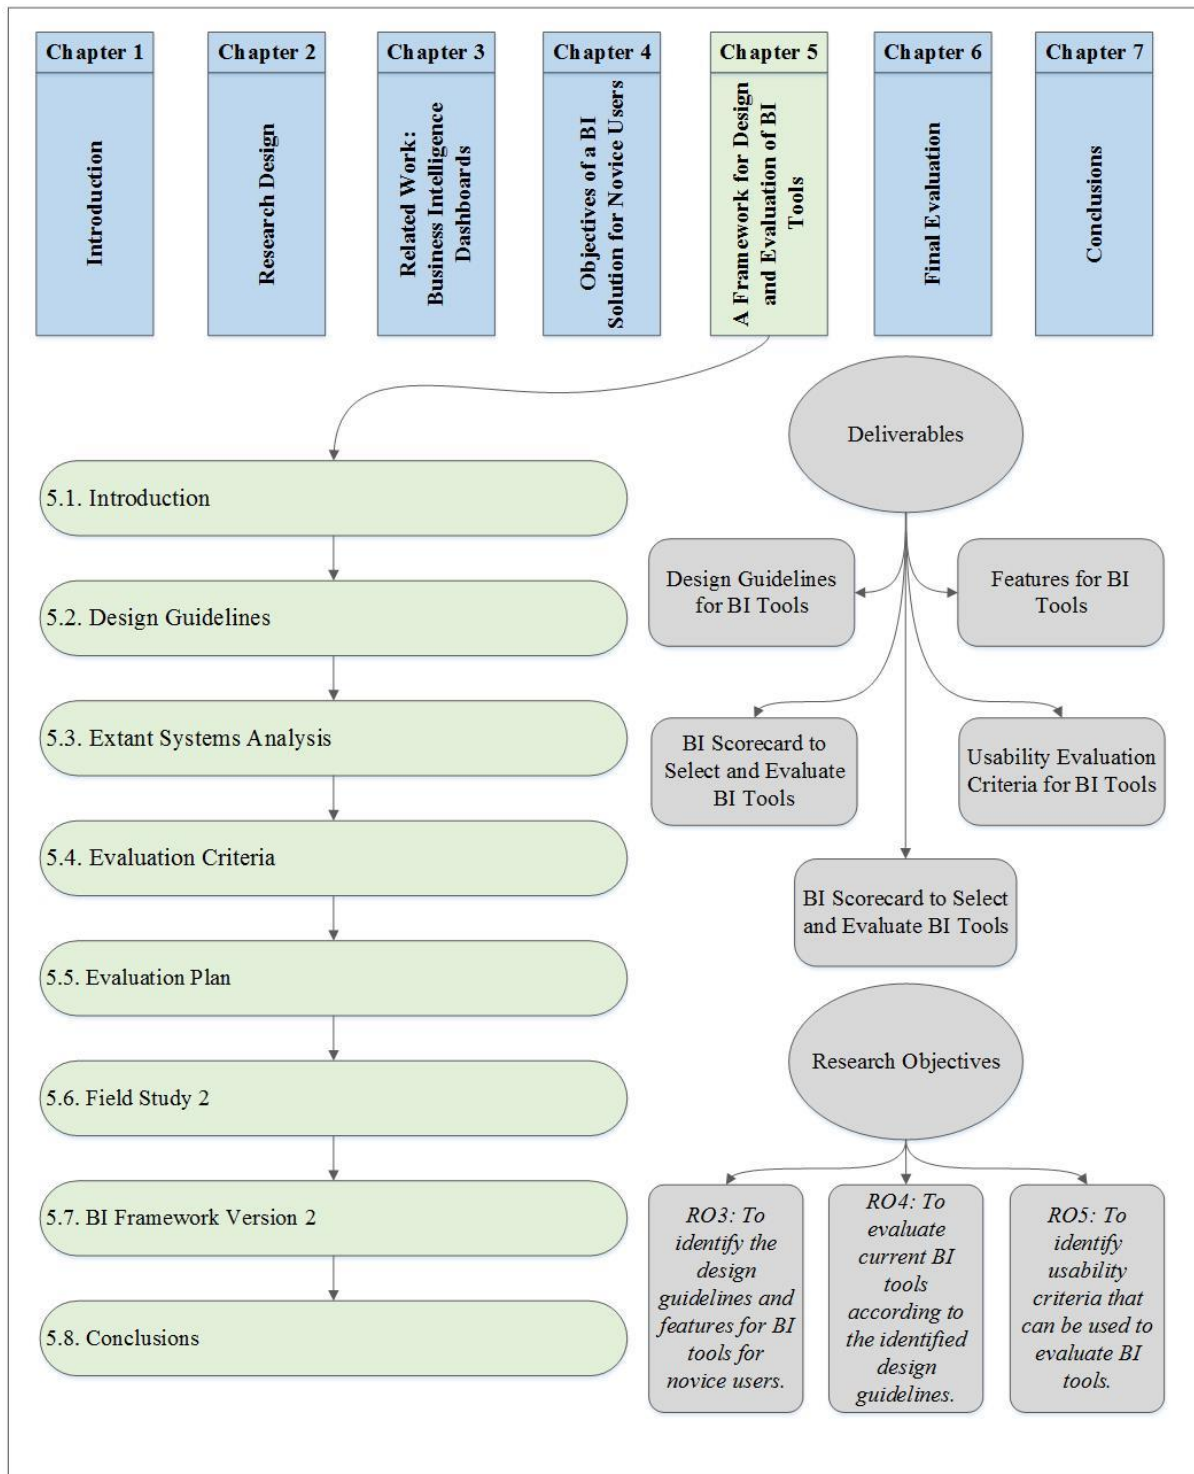 Chapter 1
Introduction
Chapter 2
Research Design
Chapter 3
Related Work:
Business Intelligence
Dashboards
Chapter 4
Objectives of a BI
Solution for Novice Users
Chapter 5
A Framework for Design
and Evaluation of BI
Tools
Chapter 6
Final Evaluation
Chapter 7
Conclusions
5.1. Introduction
5.2. Design Guidelines
5.3. Extant Systems Analysis
5.4. Evaluation Criteria
5.5. Evaluation Plan
5.6. Field Study 2
5.7. BI Framework Version 2
5.8. Conclusions
Deliverables
Design Guidelines
for BI Tools
Features for BI
Tools
BI Scorecard to
Select and Evaluate
BI Tools
Usability Evaluation
Criteria for BI Tools
BI Scorecard to Select
and Evaluate BI Tools
Research Objectives
RO3: To
identify the
design
guidelines and
features for BI
tools for
novice users.
RO4: To
evaluate
current BI
tools
according to
the identified
design
guidelines.
RO5: To
identify
usability
criteria that
can be used to
evaluate BI
tools.